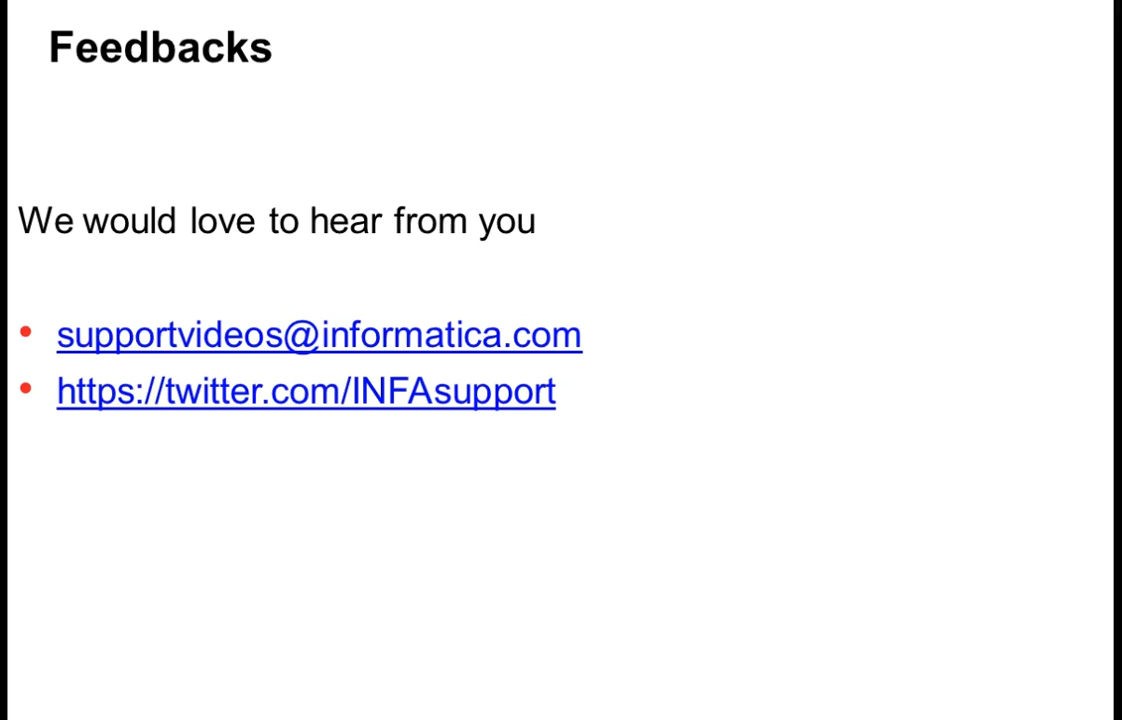 Feedbacks
We would love to hear from you
• supportvideos@informatica.com
• https://twitter.com/INFAsupport